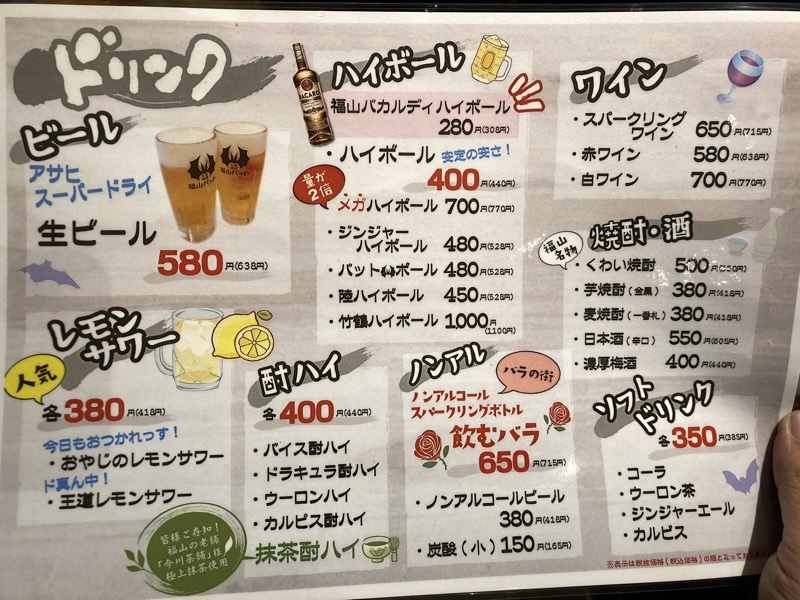 ドリンク
ビール
アサヒ
スーパードライ
生ビール
580円(638円)
レモン
サワー
人気
各380円(418円)
今日もおつかれっす！
・おやじのレモンサワー
ド真ん中！
・王道レモンサワー
ハイボール
BACARDI
福山バカルディハイボール
280円(308円)
・ハイボール 安定の安さ！
400円(440円)
量が
2倍
メガハイボール 700円(770円)
・ジンジャー
ハイボール 480円(528円)
・バットボール 480円(528円)
・陸ハイボール 450円(528円)
・竹鶴ハイボール 1,000円
(1,100円)
酎ハイ
各400円(440円)
・バイス酎ハイ
・ドラキュラ酎ハイ
・ウーロンハイ
・カルピス酎ハイ
抹茶酎ハイ
皆様ご存知！
福山の老舗
「今川茶舗」様
極上抹茶使用
ノンアル
バラの街
ノンアルコール
スパークリングボトル
飲むバラ
650円(715円)
・ノンアルコールビール
380円(418円)
・炭酸(小) 150円(165円)
ワイン
・スパークリング
ワイン 650円(715円)
・赤ワイン 580円(638円)
・白ワイン 700円(770円)
焼酎・酒
福山
名物
・くわい焼酎 500円
・芋焼酎(金黒) 380円(418円)
・麦焼酎(一番札) 380円(418円)
・日本酒(辛口) 550円(605円)
・濃厚梅酒 400円(440円)
ソフト
ドリンク
各350円(385円)
・コーラ
・ウーロン茶
・ジンジャーエール
・カルピス
※表示は税抜価格(税込価格)の順となっております